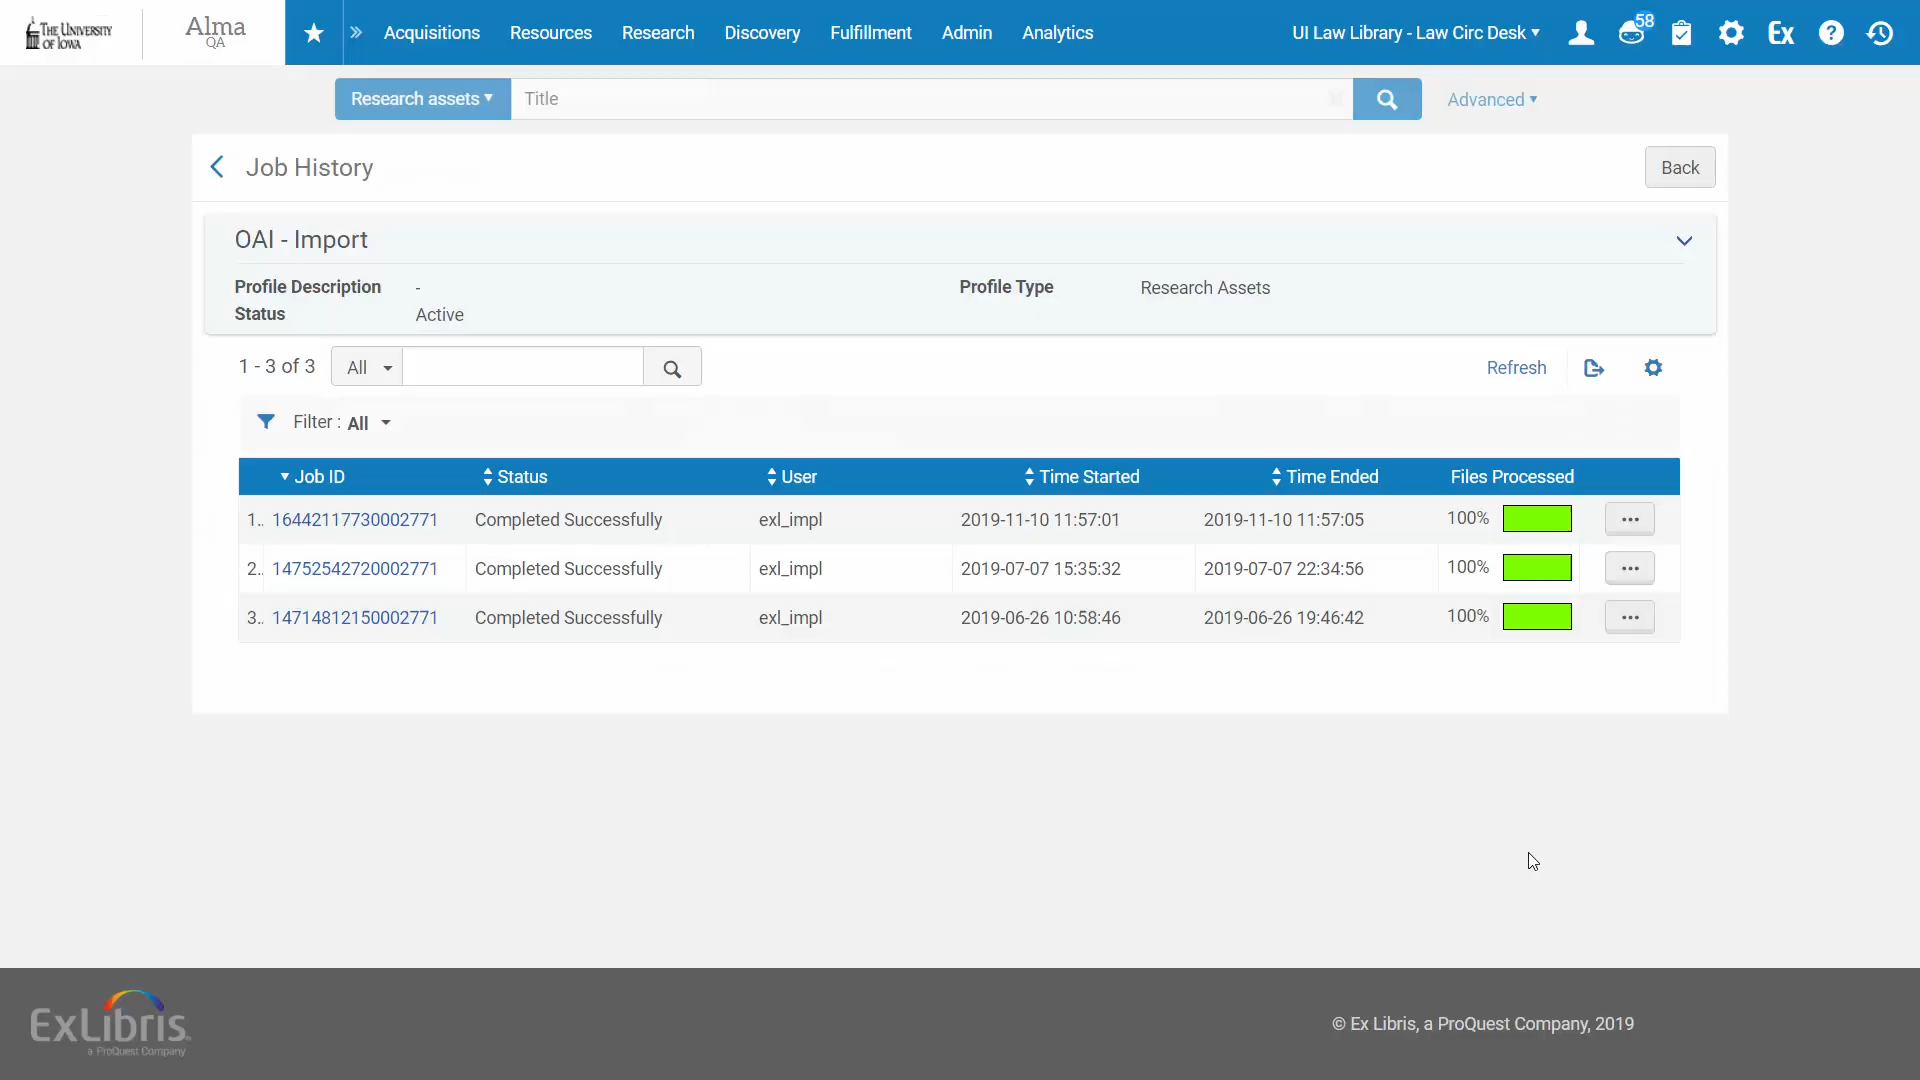 THE UNIVERSITY
OF IOWA
Alma
QA
Acquisitions Resources Research Discovery Fulfillment Admin Analytics
UI Law Library - Law Circ Desk
58
Ex
?
Research assets
Title
Advanced
Job History
Back
OAI - Import
Profile Description -
Profile Type Research Assets
Status Active
1 - 3 of 3 All
Refresh
Filter : All
Job ID Status User Time Started Time Ended Files Processed
1.. 16442117730002771 Completed Successfully exl_impl 2019-11-10 11:57:01 2019-11-10 11:57:05 100% ...
2.. 14752542720002771 Completed Successfully exl_impl 2019-07-07 15:35:32 2019-07-07 22:34:56 100% ...
3.. 14714812150002771 Completed Successfully exl_impl 2019-06-26 10:58:46 2019-06-26 19:46:42 100% ...
ExLibris
a ProQuest Company
© Ex Libris, a ProQuest Company, 2019